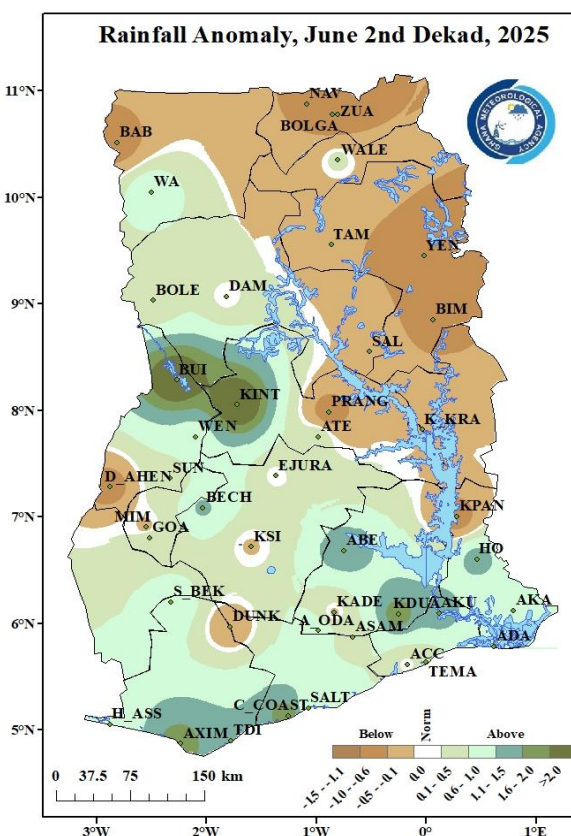 Rainfall Anomaly, June 2nd Dekad, 2025
GHANA METEOROLOGICAL AGENCY
11°N
NAV
ZUA
BOLGA
BAB
WALE
WA
10°N
TAM
YEN
9°N
BOLE
DAM
BIM
SAL
BUI
KINT
8°N
PRANG
K_KRA
WEN
ATE
SUN
EJURA
D_AHEN
BECH
7°N
KPAN
MIM
GOA
KSI
ABE
HO
S_BEK
KADE
KDUA
AKU
AKA
6°N
DUNK
A_ODA
ASAM
ADA
ACC
TEMA
H_ASS
C_COAST
SALT
5°N
AXIM
TDI
Below
Norm
Above
0 37.5 75 150 km
-15 - -1.1
-1.0 - -0.6
-0.5 - -0.1
0.0
0.1 - 0.5
0.6 - 1.0
1.1 - 1.5
1.6 - 2.0
>2.0
3°W 2°W 1°W 0° 1°E